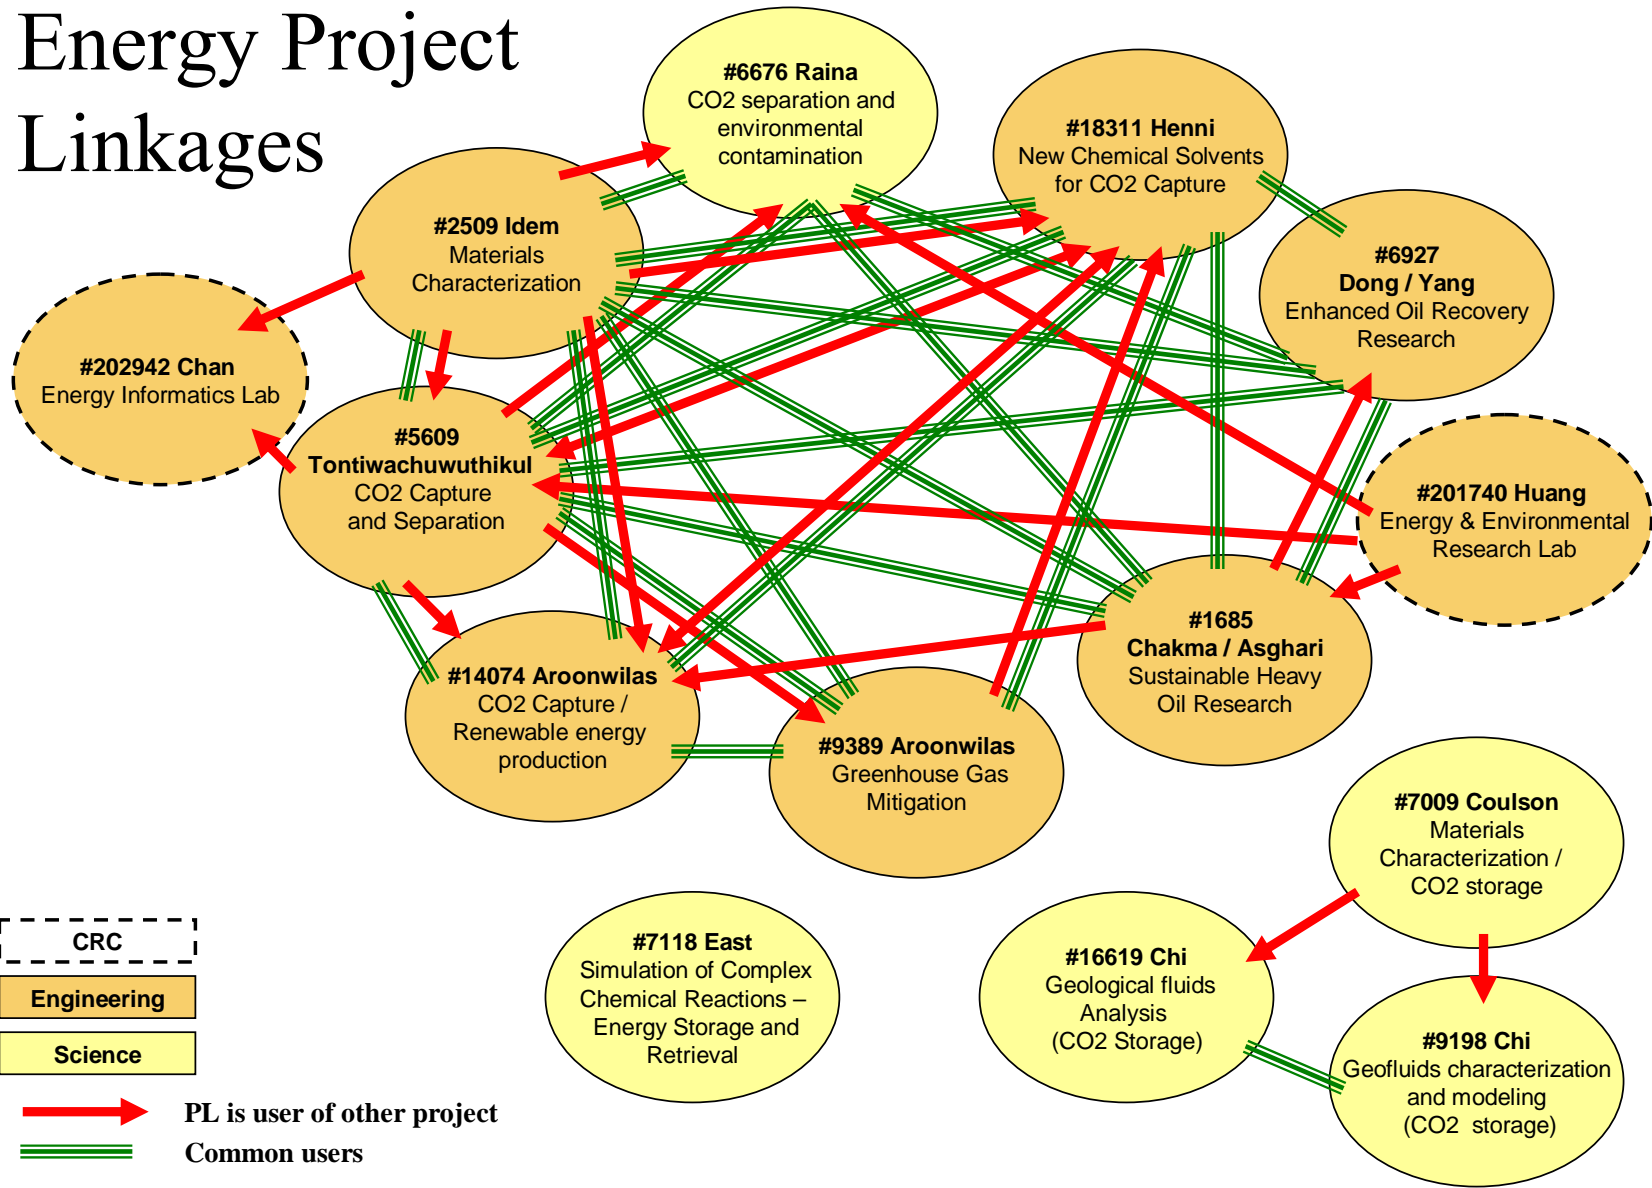 Energy Project
Linkages
#6676 Raina
CO2 separation and
environmental
contamination
#18311 Henni
New Chemical Solvents
for CO2 Capture
#2509 Idem
Materials
Characterization
#6927
Dong / Yang
Enhanced Oil Recovery
Research
#202942 Chan
Energy Informatics Lab
#5609
Tontiwachuwuthikul
CO2 Capture
and Separation
#201740 Huang
Energy & Environmental
Research Lab
#1685
Chakma / Asghari
Sustainable Heavy
Oil Research
#14074 Aroonwilas
CO2 Capture /
Renewable energy
production
#9389 Aroonwilas
Greenhouse Gas
Mitigation
#7009 Coulson
Materials
Characterization /
CO2 storage
#7118 East
Simulation of Complex
Chemical Reactions –
Energy Storage and
Retrieval
#16619 Chi
Geological fluids
Analysis
(CO2 Storage)
#9198 Chi
Geofluids characterization
and modeling
(CO2 storage)
CRC
Engineering
Science
PL is user of other project
Common users